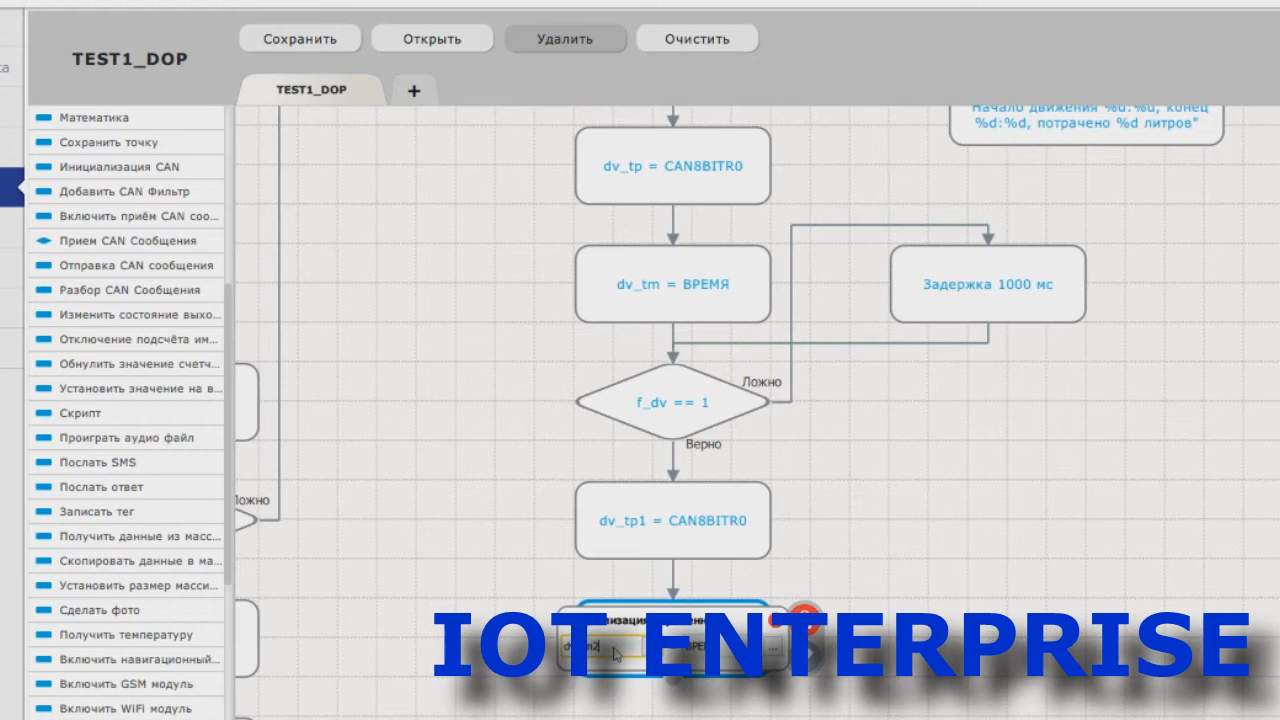 Сохранить
Открыть
Удалить
Очистить
TEST1_DOP
TEST1_DOP
+
Математика
Сохранить точку
Инициализация CAN
Добавить CAN Фильтр
Включить приём CAN соо...
Прием CAN Сообщения
Отправка CAN сообщения
Разбор CAN Сообщения
Изменить состояние выхо...
Отключение подсчёта им...
Обнулить значение счетч...
Установить значение на в...
Скрипт
Проиграть аудио файл
Послать SMS
Послать ответ
Записать тег
Получить данные из масс...
Скопировать данные в ма...
Установить размер масси...
Сделать фото
Получить температуру
Включить навигационный...
Включить GSM модуль
Включить WiFi модуль
Начало движения %d:%d, конец
%d:%d, потрачено %d литров"
dv_tp = CAN8BITR0
dv_tm = ВРЕМЯ
Задержка 1000 мс
Ложно
f_dv == 1
Верно
Ложно
dv_tp1 = CAN8BITR0
IOT ENTERPRISE